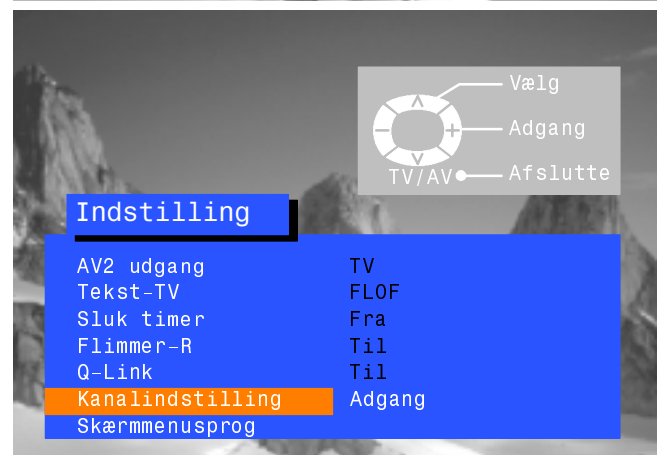 Vælg
Adgang
TV/AV Afslutte
Indstilling
AV2 udgang TV
Tekst-TV FLOF
Sluk timer Fra
Flimmer-R Til
Q-Link Til
Kanalindstilling Adgang
Skærmmenusprog